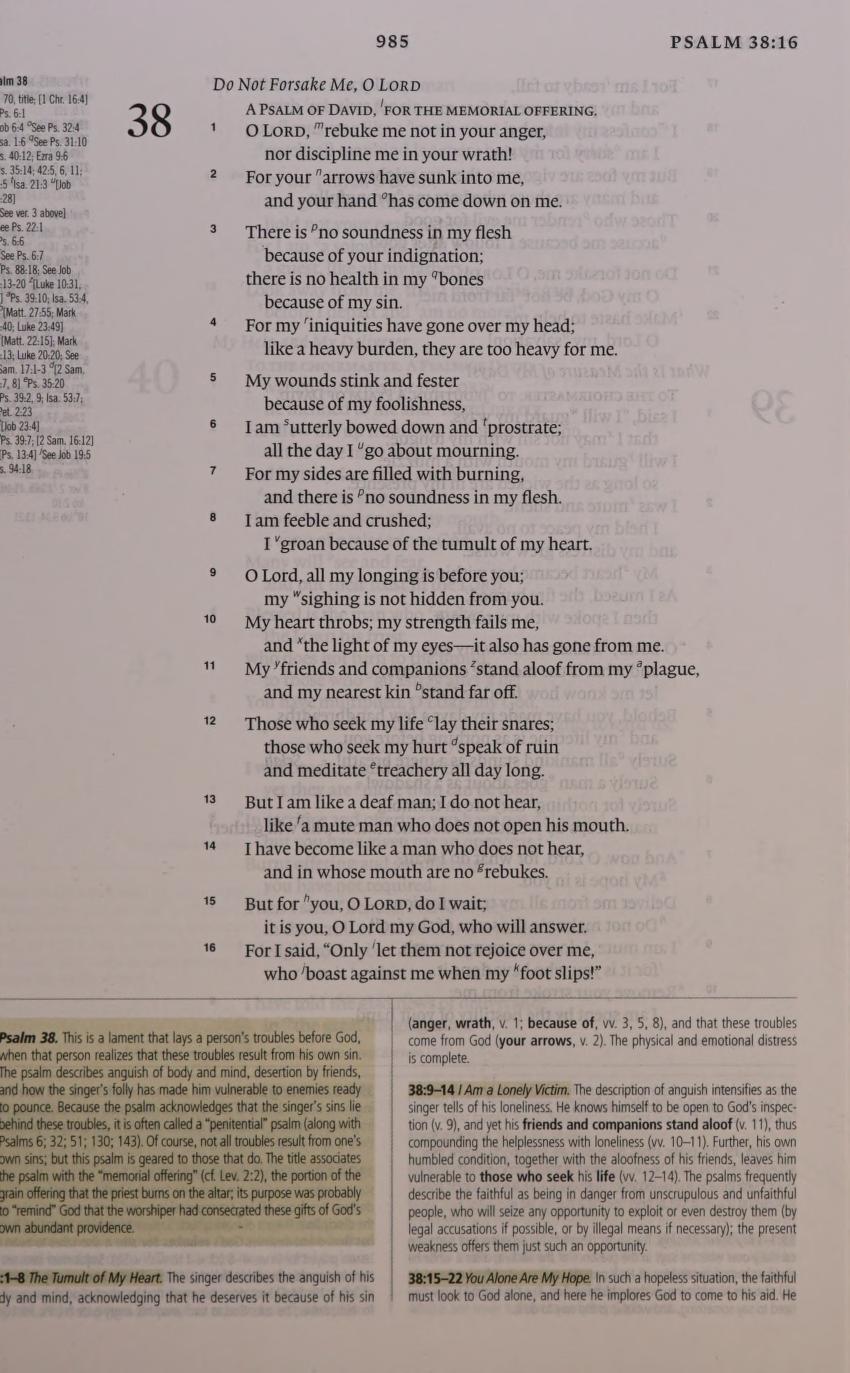 985
PSALM 38:16
alm 38
70, title; [1 Chr. 16:4]
Ps. 6:1
ob 6:4 ᵒSee Ps. 32:4
sa. 1:6 ᑫSee Ps. 31:10
s. 40:12; Ezra 9:6
s. 35:14; 42:5, 6, 11;
:5 ᵗIsa. 21:3 ᵘ[Job
:28]
See ver. 3 above]
ee Ps. 22:1
Ps. 6:6
See Ps. 6:7
Ps. 88:18; See Job
:13-20 ᶻ[Luke 10:31,
] ᵃPs. 39:10; Isa. 53:4,
[Matt. 27:55; Mark
:40; Luke 23:49]
[Matt. 22:15]; Mark
:13; Luke 20:20; See
Sam. 17:1-3 ᵈ[2 Sam.
:7, 8] ᵉPs. 35:20
Ps. 39:2, 9; Isa. 53:7;
Pet. 2:23
[Job 23:4]
Ps. 39:7; [2 Sam. 16:12]
[Ps. 13:4] ʲSee Job 19:5
s. 94:18
Do Not Forsake Me, O LORD
38
A PSALM OF DAVID, ˡFOR THE MEMORIAL OFFERING.
1 O LORD, ᵐrebuke me not in your anger,
nor discipline me in your wrath!
2 For your ⁿarrows have sunk into me,
and your hand ᵒhas come down on me.
3 There is ᵖno soundness in my flesh
because of your indignation;
there is no health in my ᑫbones
because of my sin.
4 For my ʳiniquities have gone over my head;
like a heavy burden, they are too heavy for me.
5 My wounds stink and fester
because of my foolishness,
6 I am ˢutterly bowed down and ᵗprostrate;
all the day I ᵘgo about mourning.
7 For my sides are filled with burning,
and there is ᵖno soundness in my flesh.
8 I am feeble and crushed;
I ᵛgroan because of the tumult of my heart.
9 O Lord, all my longing is before you;
my ʷsighing is not hidden from you.
10 My heart throbs; my strength fails me,
and ˣthe light of my eyes—it also has gone from me.
11 My ʸfriends and companions ᶻstand aloof from my ᵃplague,
and my nearest kin ᵇstand far off.
12 Those who seek my life ᶜlay their snares;
those who seek my hurt ᵈspeak of ruin
and meditate ᵉtreachery all day long.
13 But I am like a deaf man; I do not hear,
like ᶠa mute man who does not open his mouth.
14 I have become like a man who does not hear,
and in whose mouth are no ᵍrebukes.
15 But for ʰyou, O LORD, do I wait;
it is you, O Lord my God, who will answer.
16 For I said, “Only ⁱlet them not rejoice over me,
who ʲboast against me when my ᵏfoot slips!”
Psalm 38. This is a lament that lays a person's troubles before God,
when that person realizes that these troubles result from his own sin.
The psalm describes anguish of body and mind, desertion by friends,
and how the singer's folly has made him vulnerable to enemies ready
to pounce. Because the psalm acknowledges that the singer's sins lie
behind these troubles, it is often called a “penitential” psalm (along with
Psalms 6; 32; 51; 130; 143). Of course, not all troubles result from one's
own sins; but this psalm is geared to those that do. The title associates
the psalm with the “memorial offering” (cf. Lev. 2:2), the portion of the
grain offering that the priest burns on the altar; its purpose was probably
to “remind” God that the worshiper had consecrated these gifts of God's
own abundant providence.
:1–8 The Tumult of My Heart. The singer describes the anguish of his
dy and mind, acknowledging that he deserves it because of his sin
(anger, wrath, v. 1; because of, vv. 3, 5, 8), and that these troubles
come from God (your arrows, v. 2). The physical and emotional distress
is complete.
38:9–14 I Am a Lonely Victim. The description of anguish intensifies as the
singer tells of his loneliness. He knows himself to be open to God's inspec-
tion (v. 9), and yet his friends and companions stand aloof (v. 11), thus
compounding the helplessness with loneliness (vv. 10–11). Further, his own
humbled condition, together with the aloofness of his friends, leaves him
vulnerable to those who seek his life (vv. 12–14). The psalms frequently
describe the faithful as being in danger from unscrupulous and unfaithful
people, who will seize any opportunity to exploit or even destroy them (by
legal accusations if possible, or by illegal means if necessary); the present
weakness offers them just such an opportunity.
38:15–22 You Alone Are My Hope. In such a hopeless situation, the faithful
must look to God alone, and here he implores God to come to his aid. He